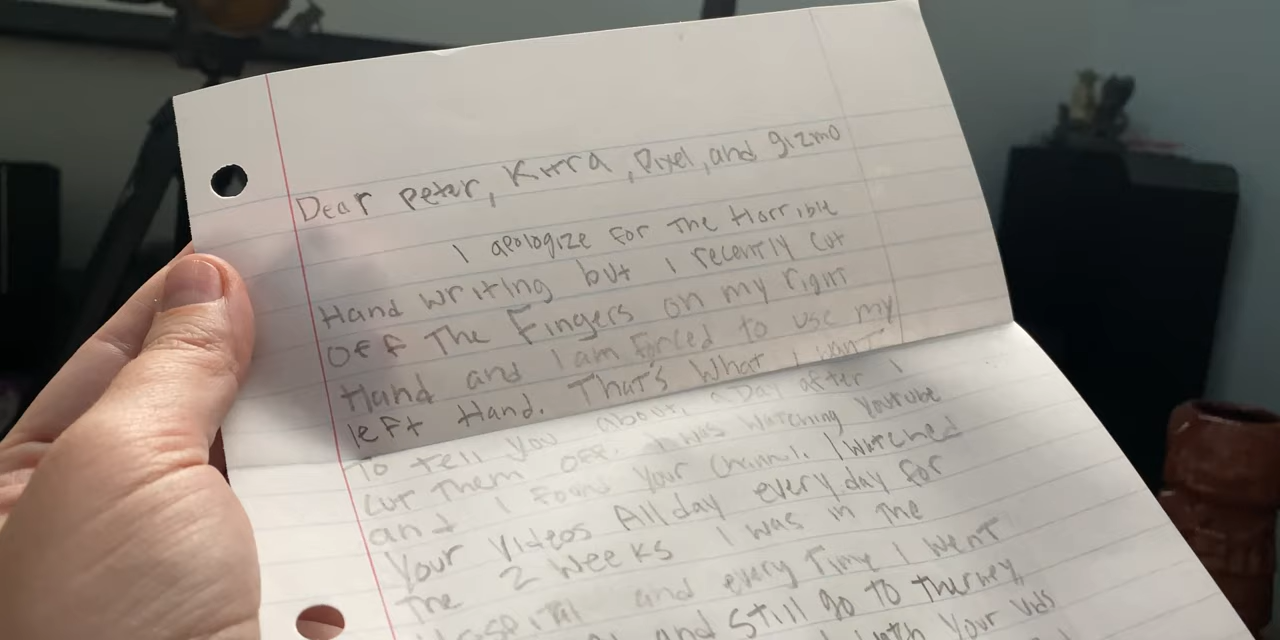 Dear Peter, Kitra, Pixel, and gizmo
I apologize for The Horrible
Hand writing but I recently cut
off The Fingers on my right
Hand and I am forced to use my
left Hand. That's What I want
To tell you about, a Day after I
cut Them off. I was watching Youtube
and I found Your Channel. I watched
Your Videos All day every day for
The 2 Weeks I was in The
Hospital and every Time I went
and Still go to Therapy
with Your Vids